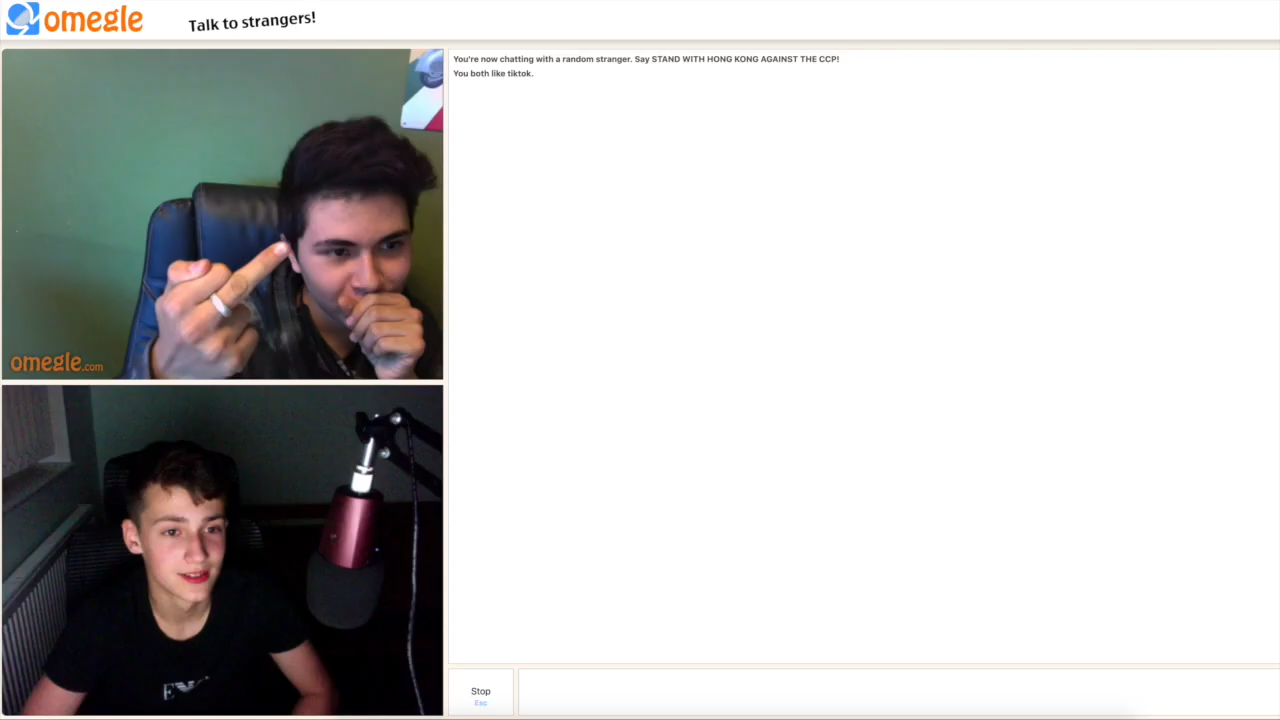 omegle
Talk to strangers!
You're now chatting with a random stranger. Say STAND WITH HONG KONG AGAINST THE CCP!
You both like tiktok.
omegle.com
Stop
Esc